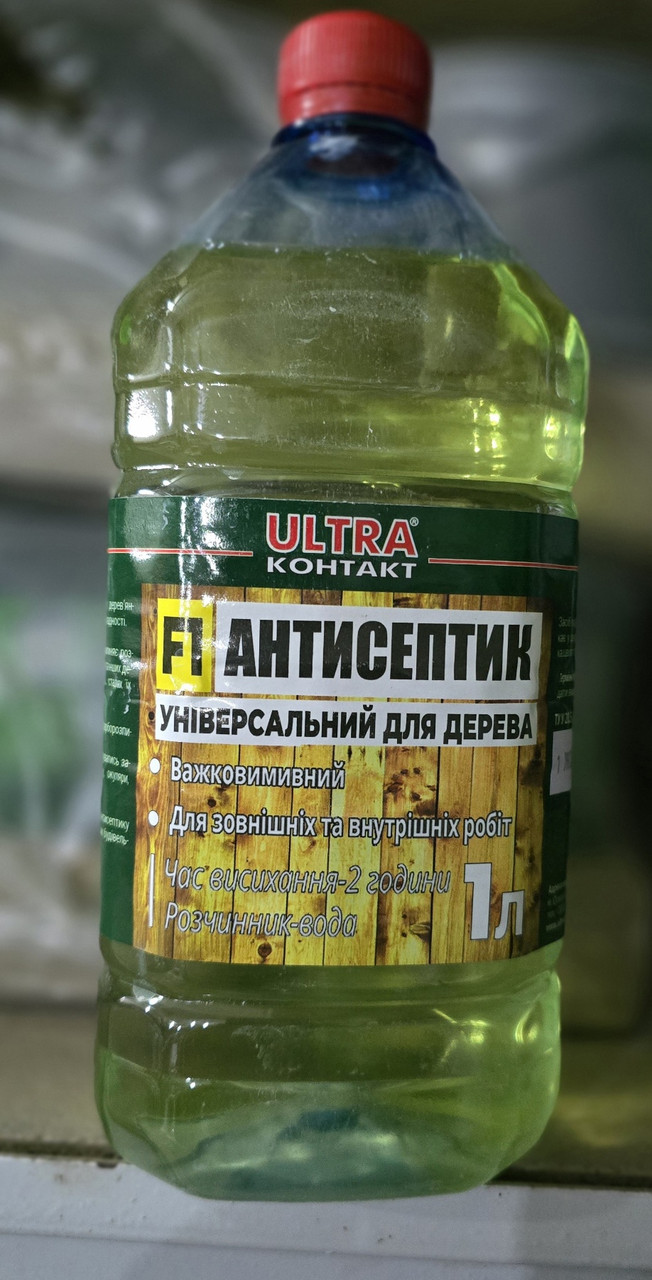 ULTRA®
КОНТАКТ
F1 АНТИСЕПТИК
УНІВЕРСАЛЬНИЙ ДЛЯ ДЕРЕВА
• Важковимивний
• Для зовнішніх та внутрішніх робіт
Час висихання-2 години
Розчинник-вода
1л